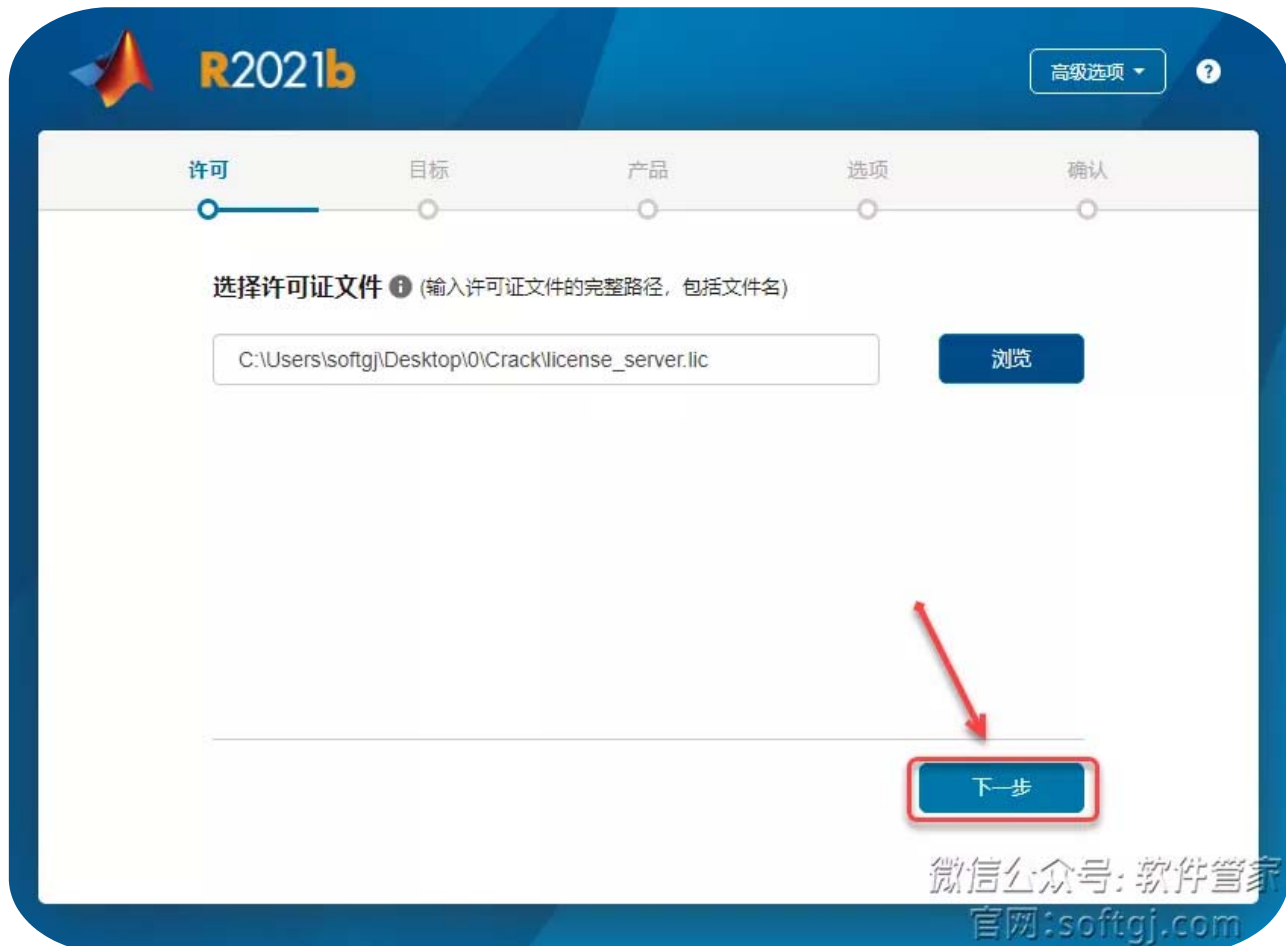 R2021b
高级选项
?
许可
目标
产品
选项
确认
选择许可证文件 (输入许可证文件的完整路径，包括文件名)
C:\Users\softgj\Desktop\0\Crack\license_server.lic
浏览
下一步
微信公众号：软件管家
官网：softgj.com